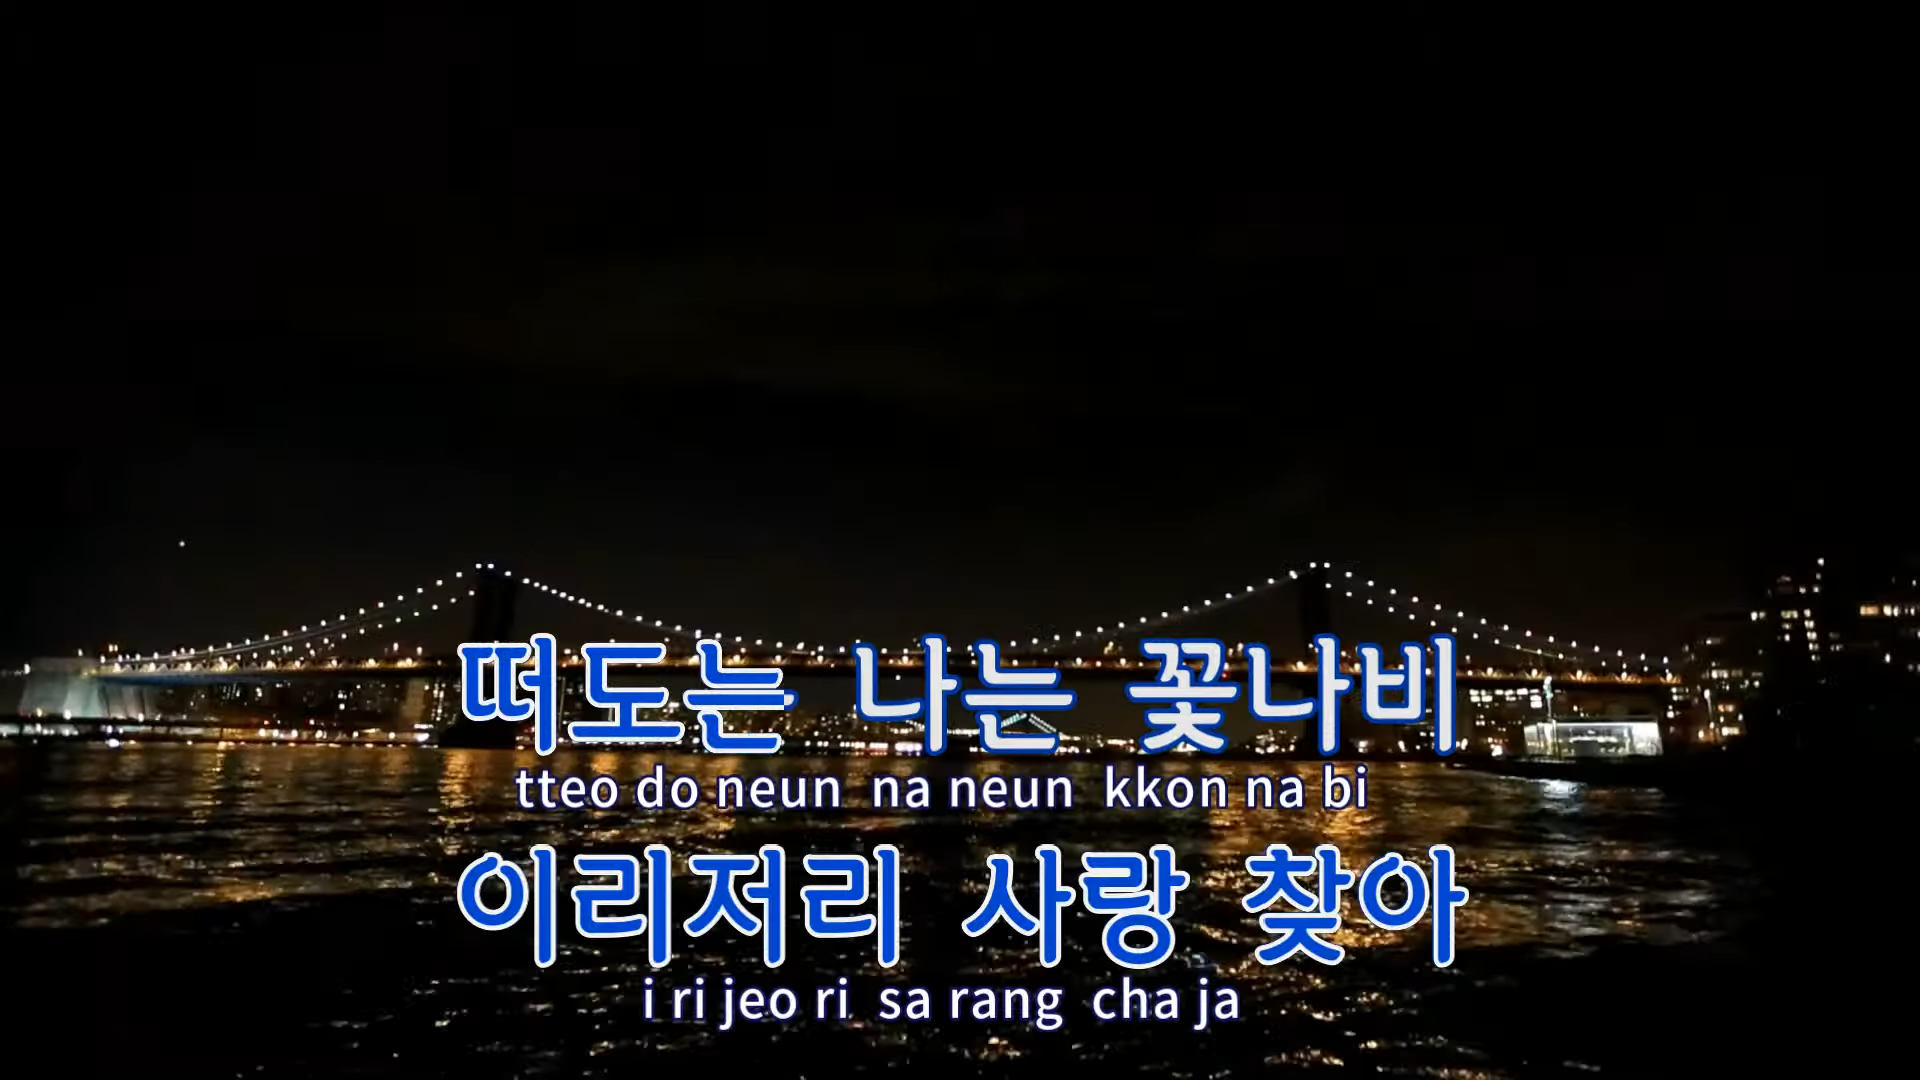 떠도는 나는 꽃나비
tteo do neun na neun kkon na bi
이리저리 사랑 찾아
i ri jeo ri sa rang cha ja